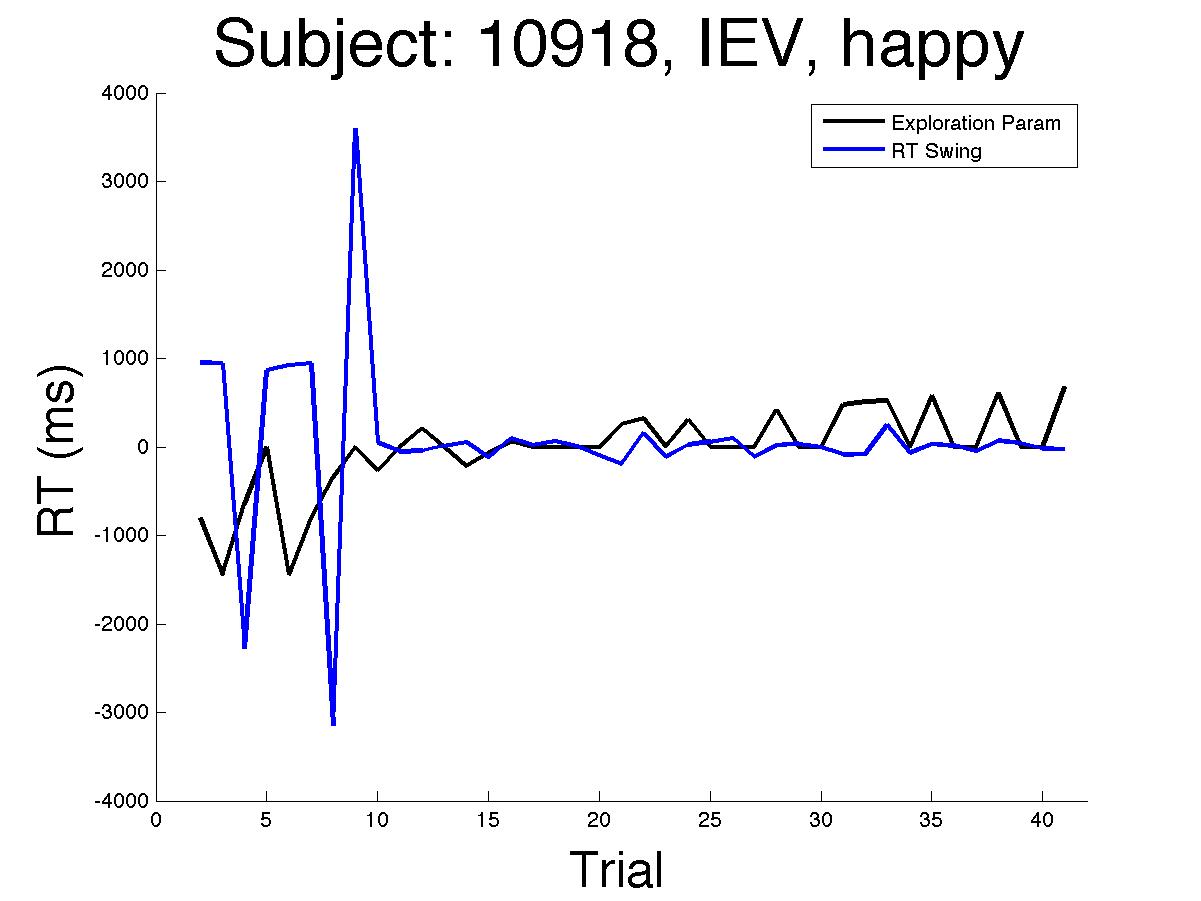 Subject: 10918, IEV, happy
Exploration Param
RT Swing
4000
3000
2000
1000
0
-1000
-2000
-3000
-4000
RT (ms)
0 5 10 15 20 25 30 35 40
Trial